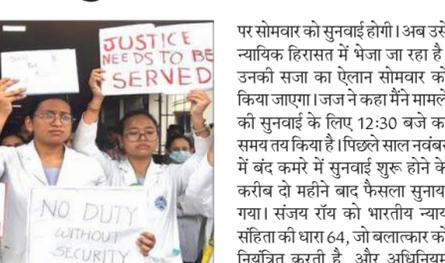 JUSTICE
NEEDS TO BE
SERVED
NO DUTY
WITHOUT
SECURITY
पर सोमवार को सुनवाई होगी। अब उसे
न्यायिक हिरासत में भेजा जा रहा है
उनकी सजा का ऐलान सोमवार को
किया जाएगा। जज ने कहा मैंने मामले
की सुनवाई के लिए 12:30 बजे क
समय तय किया है। पिछले साल नवंबर
में बंद कमरे में सुनवाई शुरू होने के
करीब दो महीने बाद फैसला सुनाय
गया। संजय रॉय को भारतीय न्याय
संहिता की धारा 64, जो बलात्कार को
नियंत्रित करती है, और अधिनियम